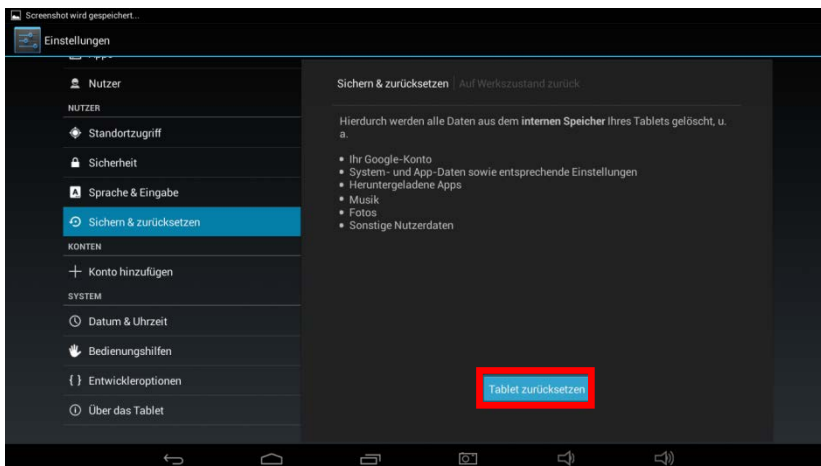 Screenshot wird gespeichert...
Einstellungen
Nutzer
NUTZER
Standortzugriff
Sicherheit
Sprache & Eingabe
Sichern & zurücksetzen
KONTEN
Konto hinzufügen
SYSTEM
Datum & Uhrzeit
Bedienungshilfen
{ } Entwickleroptionen
Über das Tablet
Sichern & zurücksetzen | Auf Werkszustand zurück
Hierdurch werden alle Daten aus dem internen Speicher Ihres Tablets gelöscht, u.
a.
• Ihr Google-Konto
• System- und App-Daten sowie entsprechende Einstellungen
• Heruntergeladene Apps
• Musik
• Fotos
• Sonstige Nutzerdaten
Tablet zurücksetzen